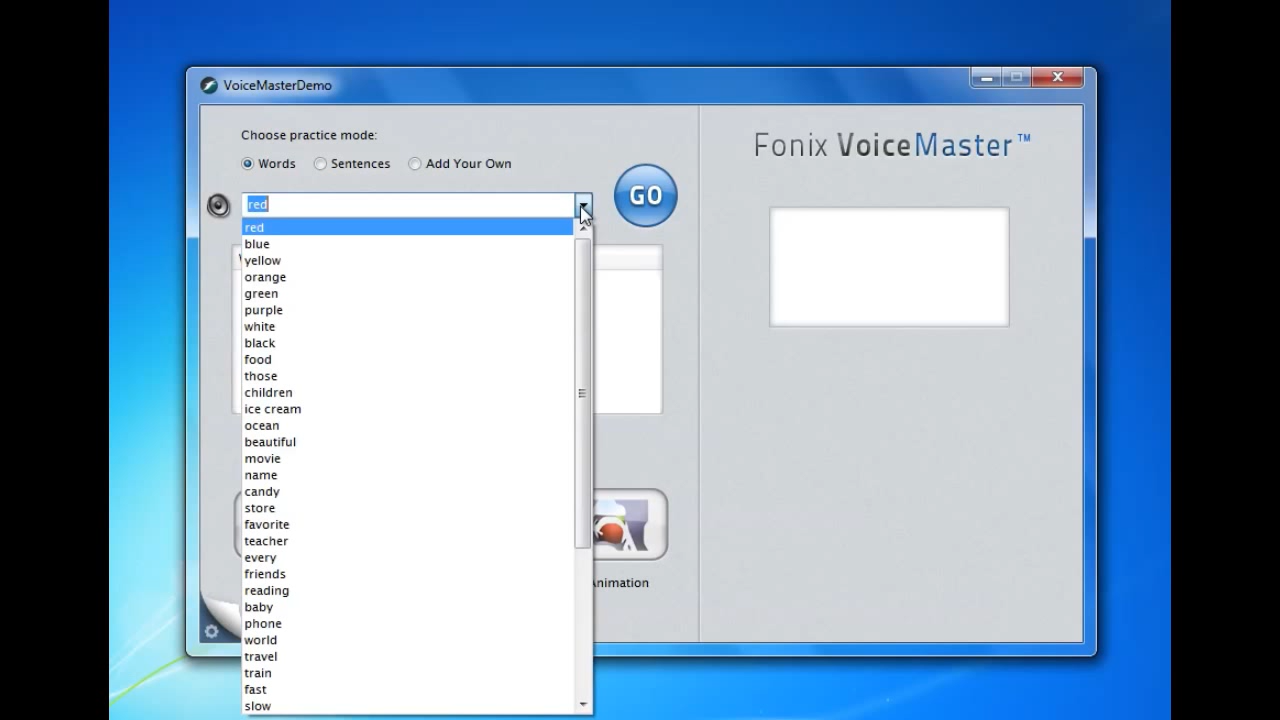 VoiceMasterDemo
Choose practice mode:
Words Sentences Add Your Own
red
GO
red
blue
yellow
orange
green
purple
white
black
food
those
children
ice cream
ocean
beautiful
movie
name
candy
store
favorite
teacher
every
friends
reading
baby
phone
world
travel
train
fast
slow
Animation
Fonix VoiceMaster™